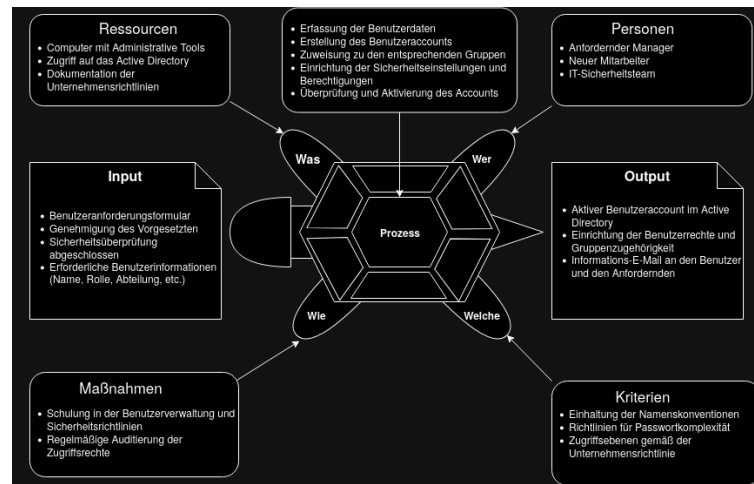 Ressourcen
• Computer mit Administrative Tools
• Zugriff auf das Active Directory
• Dokumentation der
Unternehmensrichtlinien
• Erfassung der Benutzerdaten
• Erstellung des Benutzeraccounts
• Zuweisung zu den entsprechenden Gruppen
• Einrichtung der Sicherheitseinstellungen und
Berechtigungen
• Überprüfung und Aktivierung des Accounts
Personen
• Anfordernder Manager
• Neuer Mitarbeiter
• IT-Sicherheitsteam
Was
Wer
Input
• Benutzeranforderungsformular
• Genehmigung des Vorgesetzten
• Sicherheitsüberprüfung
abgeschlossen
• Erforderliche Benutzerinformationen
(Name, Rolle, Abteilung, etc.)
Prozess
Output
• Aktiver Benutzeraccount im Active
Directory
• Einrichtung der Benutzerrechte und
Gruppenzugehörigkeit
• Informations-E-Mail an den Benutzer
und den Anfordernden
Wie
Welche
Maßnahmen
• Schulung in der Benutzerverwaltung und
Sicherheitsrichtlinien
• Regelmäßige Auditierung der
Zugriffsrechte
Kriterien
• Einhaltung der Namenskonventionen
• Richtlinien für Passwortkomplexität
• Zugriffsebenen gemäß der
Unternehmensrichtlinie